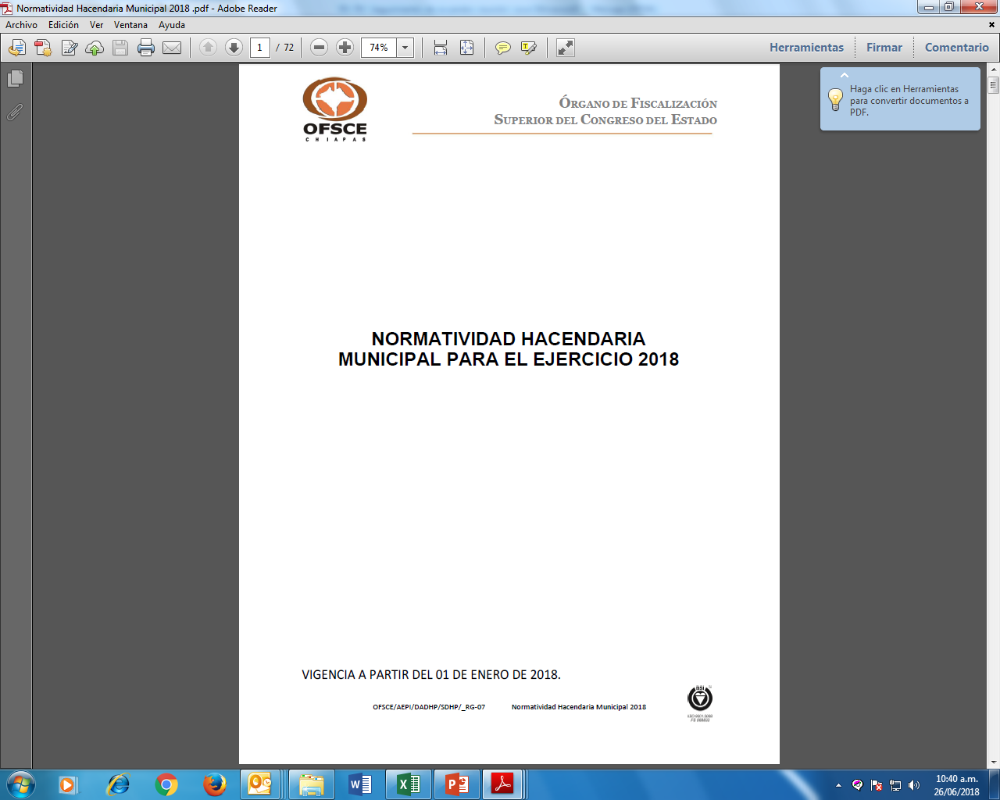 Normatividad Hacendaria Municipal 2018 .pdf - Adobe Reader
Archivo Edición Ver Ventana Ayuda
1 / 72 74% Herramientas Firmar Comentario
Haga clic en Herramientas
para convertir documentos a
PDF.
OFSCE
CHIAPAS
ÓRGANO DE FISCALIZACIÓN
SUPERIOR DEL CONGRESO DEL ESTADO
NORMATIVIDAD HACENDARIA
MUNICIPAL PARA EL EJERCICIO 2018
VIGENCIA A PARTIR DEL 01 DE ENERO DE 2018.
OFSCE/AEPI/DADHP/SDHP/_RG-07 Normatividad Hacendaria Municipal 2018
BSI
10:40 a.m.
26/06/2018